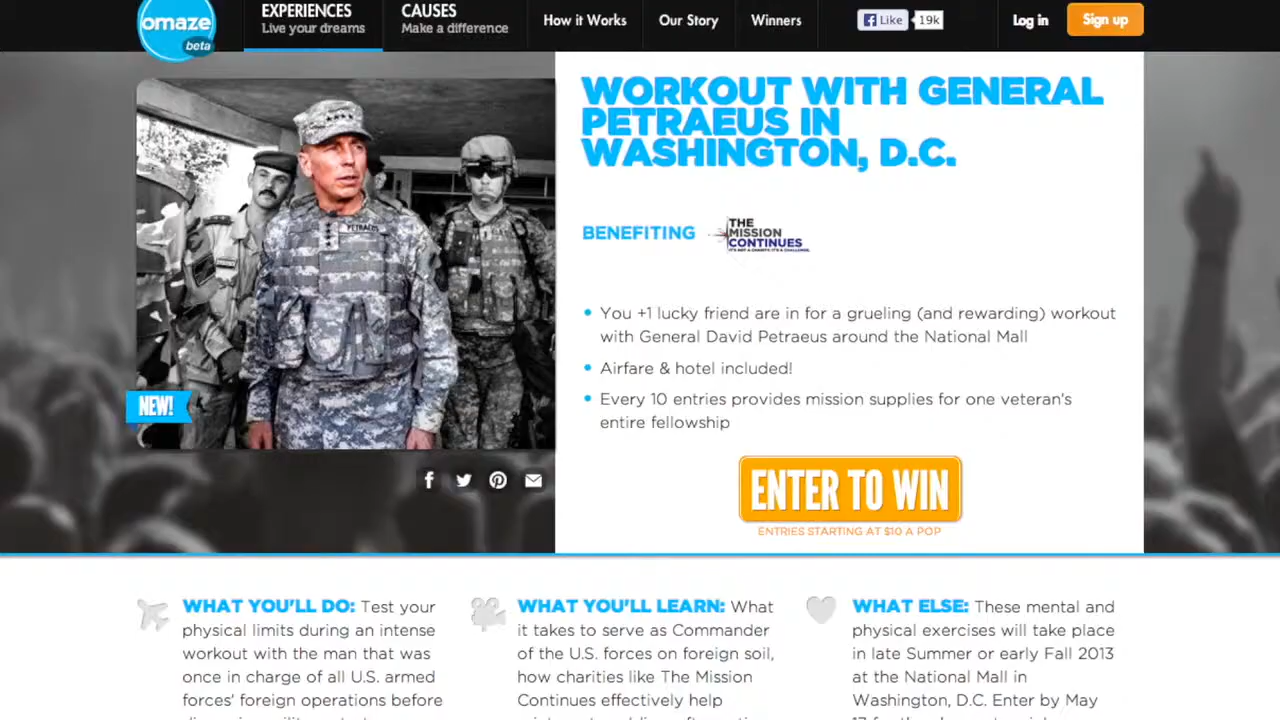 omaze
beta
EXPERIENCES
Live your dreams
CAUSES
Make a difference
How it Works
Our Story
Winners
Like
19k
Log in
Sign up
WORKOUT WITH GENERAL
PETRAEUS IN
WASHINGTON, D.C.
PETRAEUS
BENEFITING
THE
MISSION
CONTINUES
IT'S NOT A CHARITY. IT'S A CHALLENGE.
You +1 lucky friend are in for a grueling (and rewarding) workout
with General David Petraeus around the National Mall
Airfare & hotel included!
Every 10 entries provides mission supplies for one veteran's
entire fellowship
NEW!
ENTER TO WIN
ENTRIES STARTING AT $10 A POP
WHAT YOU'LL DO: Test your
physical limits during an intense
workout with the man that was
once in charge of all U.S. armed
forces' foreign operations before
WHAT YOU'LL LEARN: What
it takes to serve as Commander
of the U.S. forces on foreign soil,
how charities like The Mission
Continues effectively help
WHAT ELSE: These mental and
physical exercises will take place
in late Summer or early Fall 2013
at the National Mall in
Washington, D.C. Enter by May